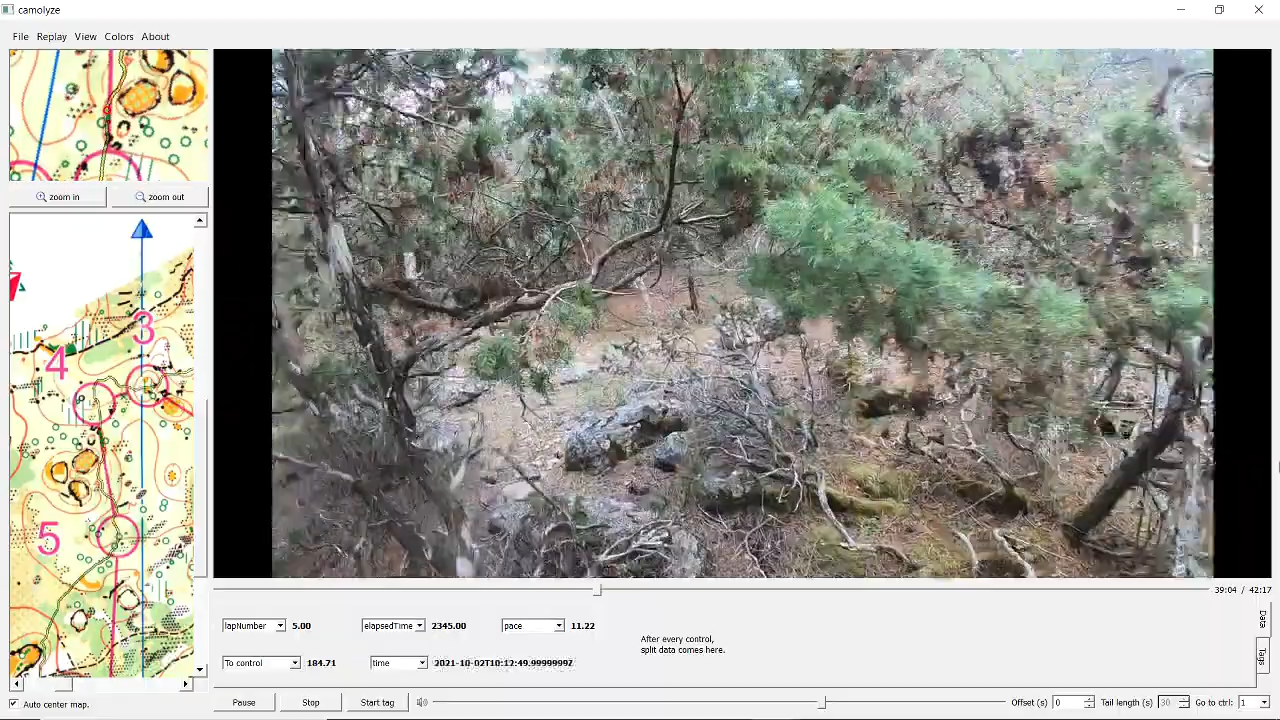 camolyze
File Replay View Colors About
zoom in zoom out
3
4
5
39:04 / 42:17
lapNumber 5.00 elapsedTime 2345.00 pace 11.22
After every control,
split data comes here.
To control 184.71 time 2021-10-02T10:12:49.9999999Z
Data
Tags
Auto center map.
Pause Stop Start tag Offset (s) 0 Tail length (s) 30 Go to ctrl: 1